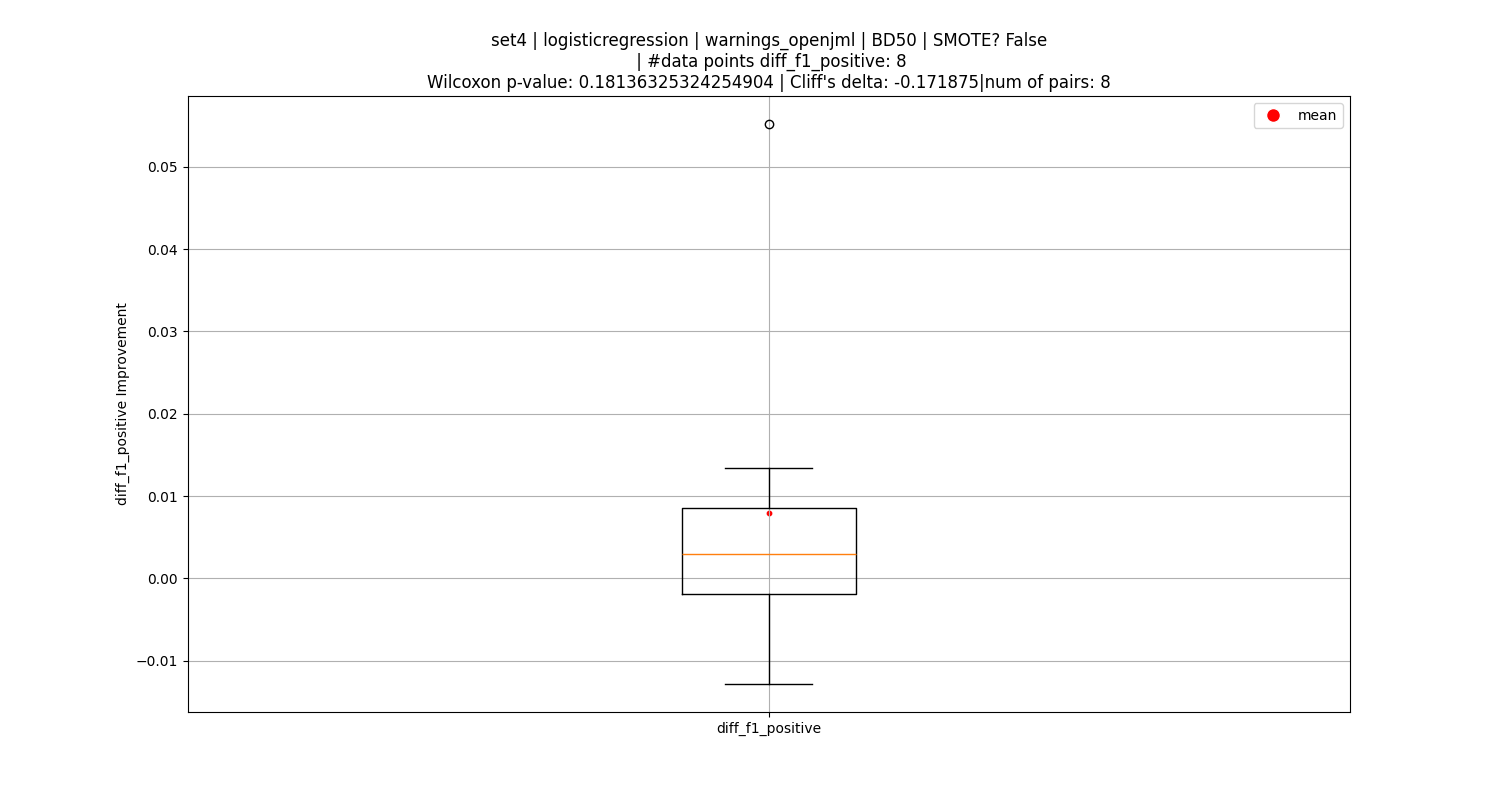 set4 | logisticregression | warnings_openjml | BD50 | SMOTE? False
| #data points diff_f1_positive: 8
Wilcoxon p-value: 0.18136325324254904 | Cliff's delta: -0.171875|num of pairs: 8
mean
0.05
0.04
0.03
0.02
0.01
0.00
−0.01
diff_f1_positive Improvement
diff_f1_positive